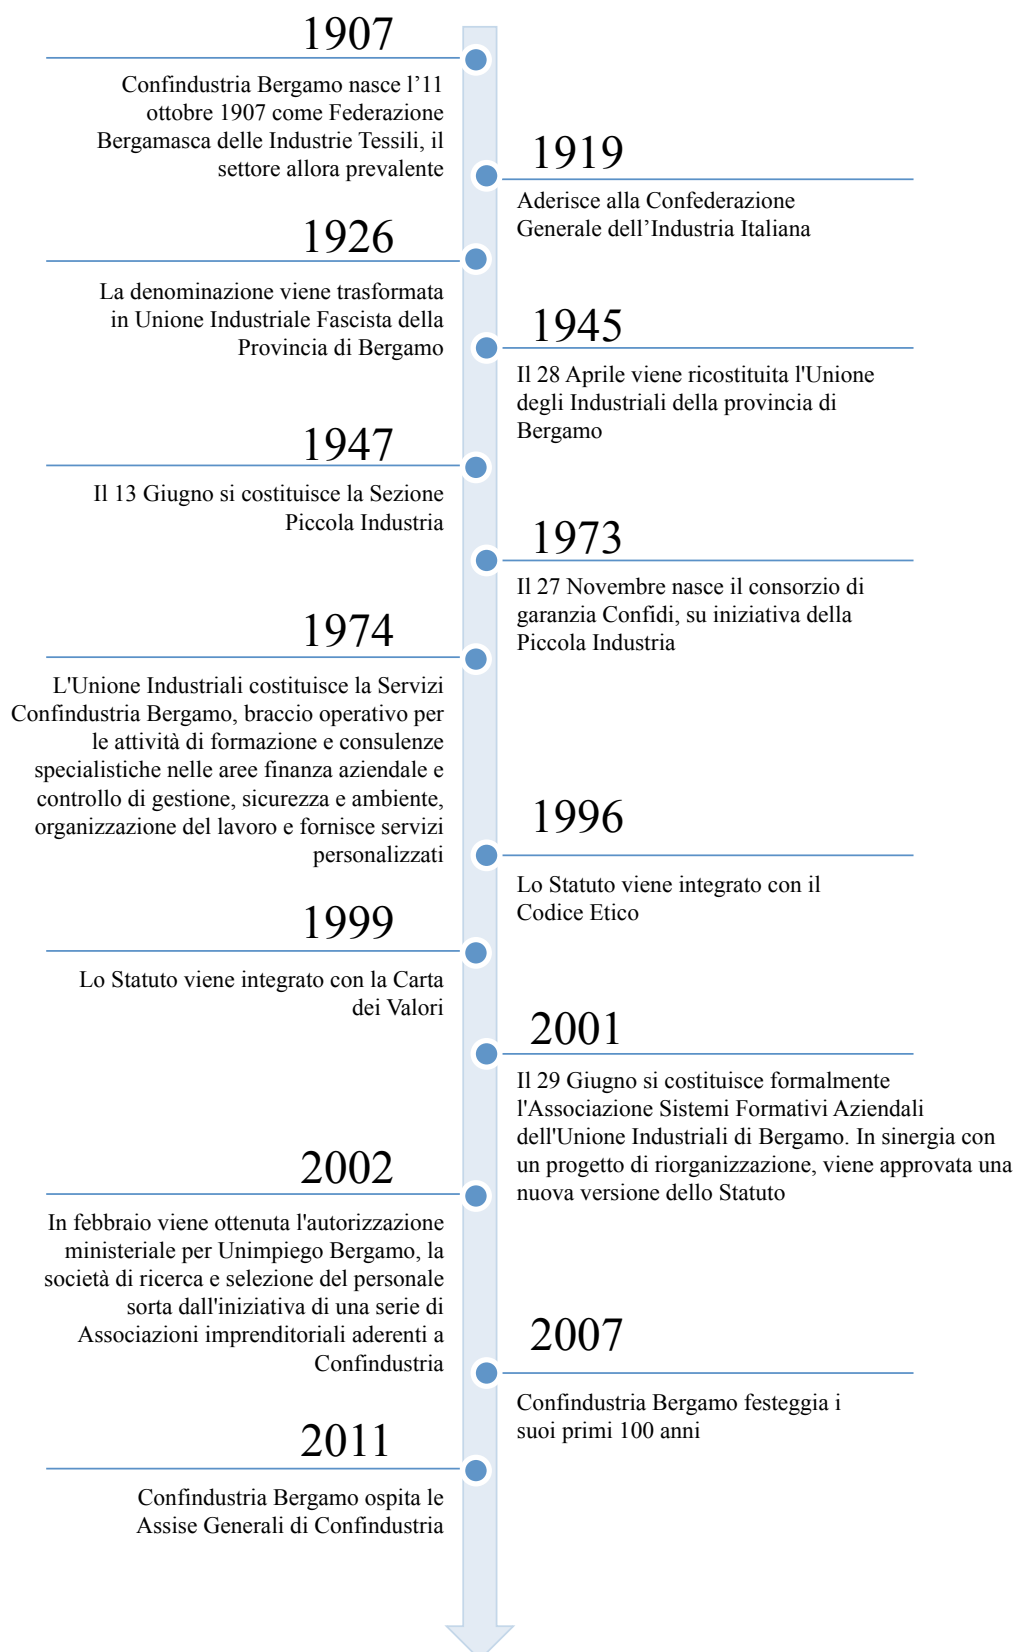 1907
Confindustria Bergamo nasce l’11
ottobre 1907 come Federazione
Bergamasca delle Industrie Tessili, il
settore allora prevalente
1919
Aderisce alla Confederazione
Generale dell’Industria Italiana
1926
La denominazione viene trasformata
in Unione Industriale Fascista della
Provincia di Bergamo
1945
Il 28 Aprile viene ricostituita l'Unione
degli Industriali della provincia di
Bergamo
1947
Il 13 Giugno si costituisce la Sezione
Piccola Industria
1973
Il 27 Novembre nasce il consorzio di
garanzia Confidi, su iniziativa della
Piccola Industria
1974
L'Unione Industriali costituisce la Servizi
Confindustria Bergamo, braccio operativo per
le attività di formazione e consulenze
specialistiche nelle aree finanza aziendale e
controllo di gestione, sicurezza e ambiente,
organizzazione del lavoro e fornisce servizi
personalizzati
1996
Lo Statuto viene integrato con il
Codice Etico
1999
Lo Statuto viene integrato con la Carta
dei Valori
2001
Il 29 Giugno si costituisce formalmente
l'Associazione Sistemi Formativi Aziendali
dell'Unione Industriali di Bergamo. In sinergia con
un progetto di riorganizzazione, viene approvata una
nuova versione dello Statuto
2002
In febbraio viene ottenuta l'autorizzazione
ministeriale per Unimpiego Bergamo, la
società di ricerca e selezione del personale
sorta dall'iniziativa di una serie di
Associazioni imprenditoriali aderenti a
Confindustria
2007
Confindustria Bergamo festeggia i
suoi primi 100 anni
2011
Confindustria Bergamo ospita le
Assise Generali di Confindustria